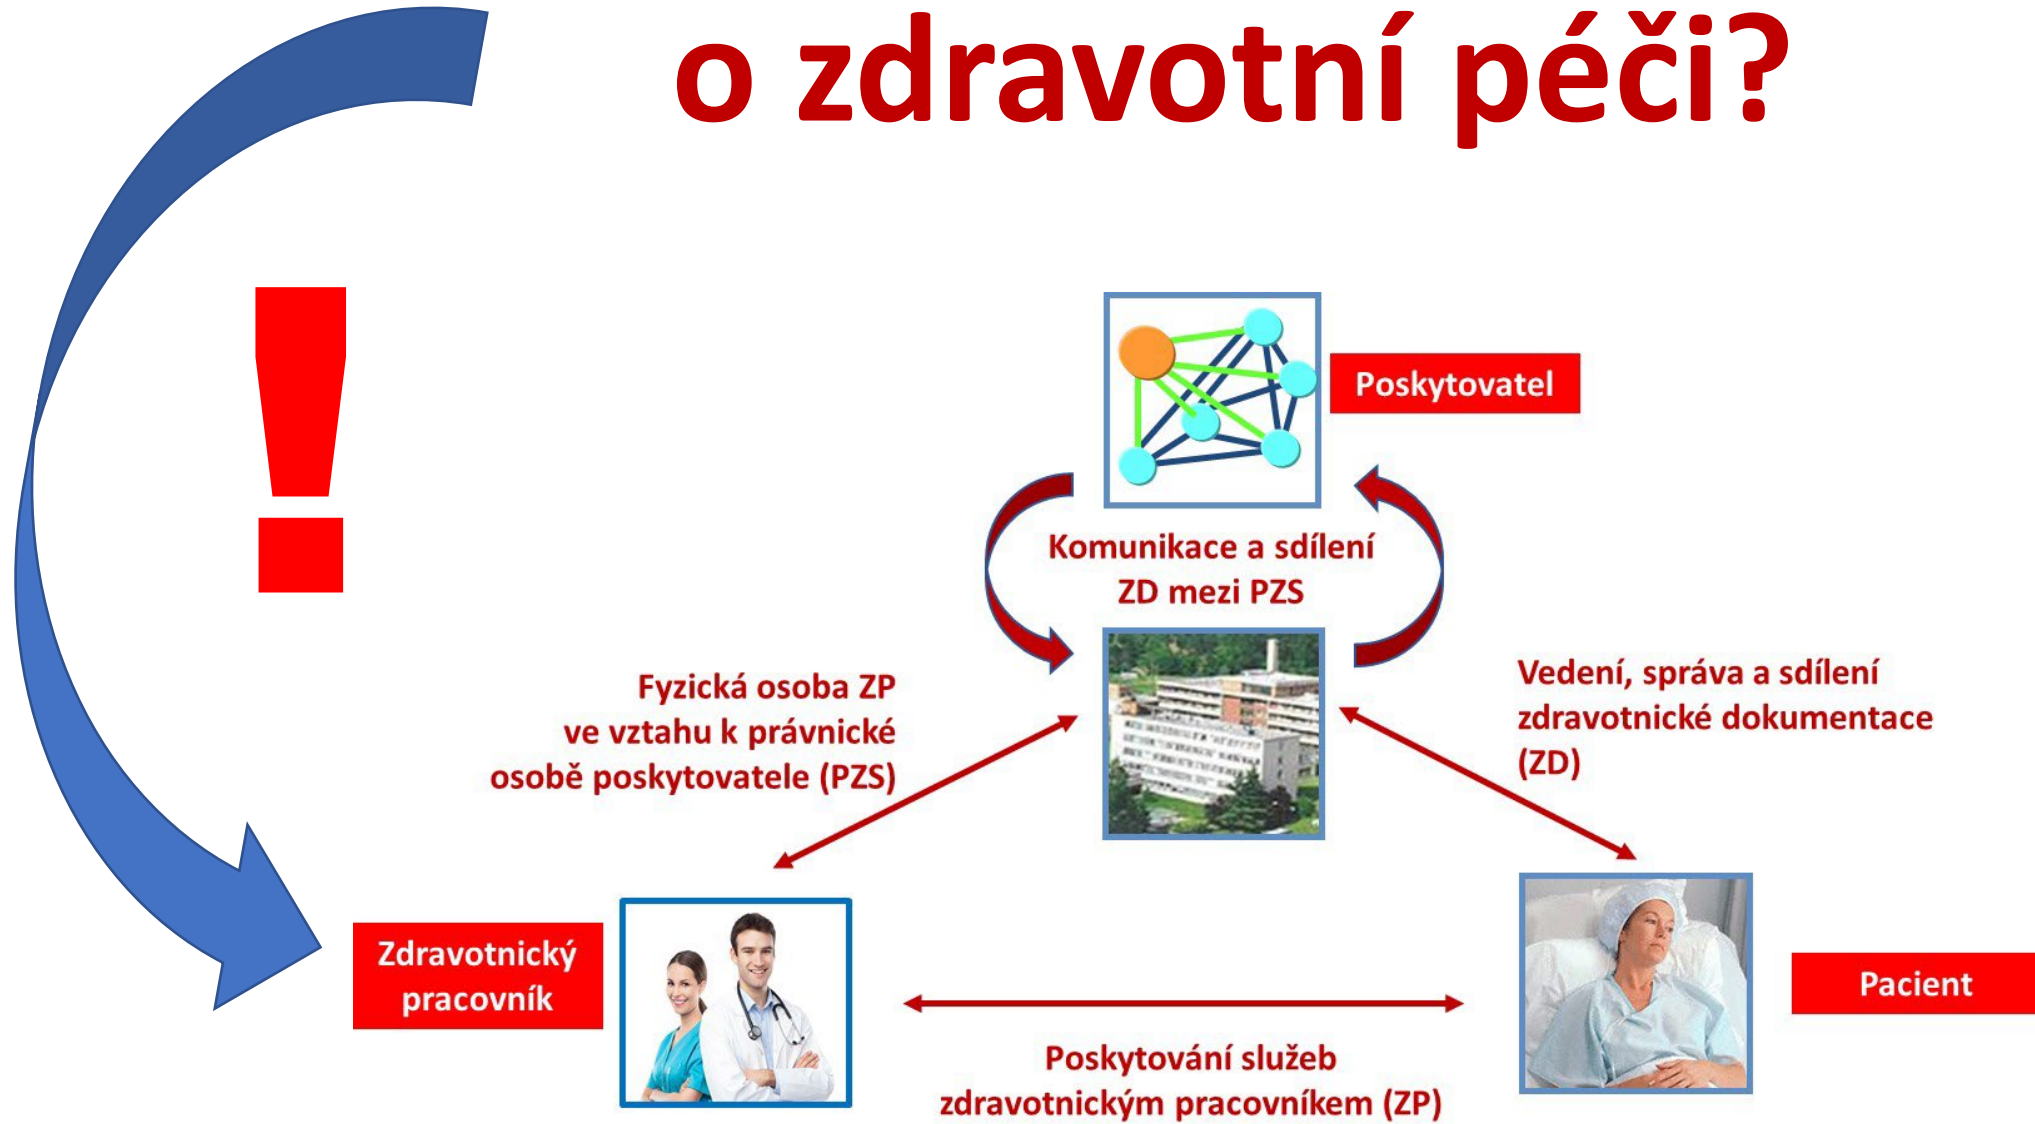 o zdravotní péči?
!
Poskytovatel
Komunikace a sdílení
ZD mezi PZS
Fyzická osoba ZP
ve vztahu k právnické
osobě poskytovatele (PZS)
Vedení, správa a sdílení
zdravotnické dokumentace
(ZD)
Zdravotnický
pracovník
Pacient
Poskytování služeb
zdravotnickým pracovníkem (ZP)